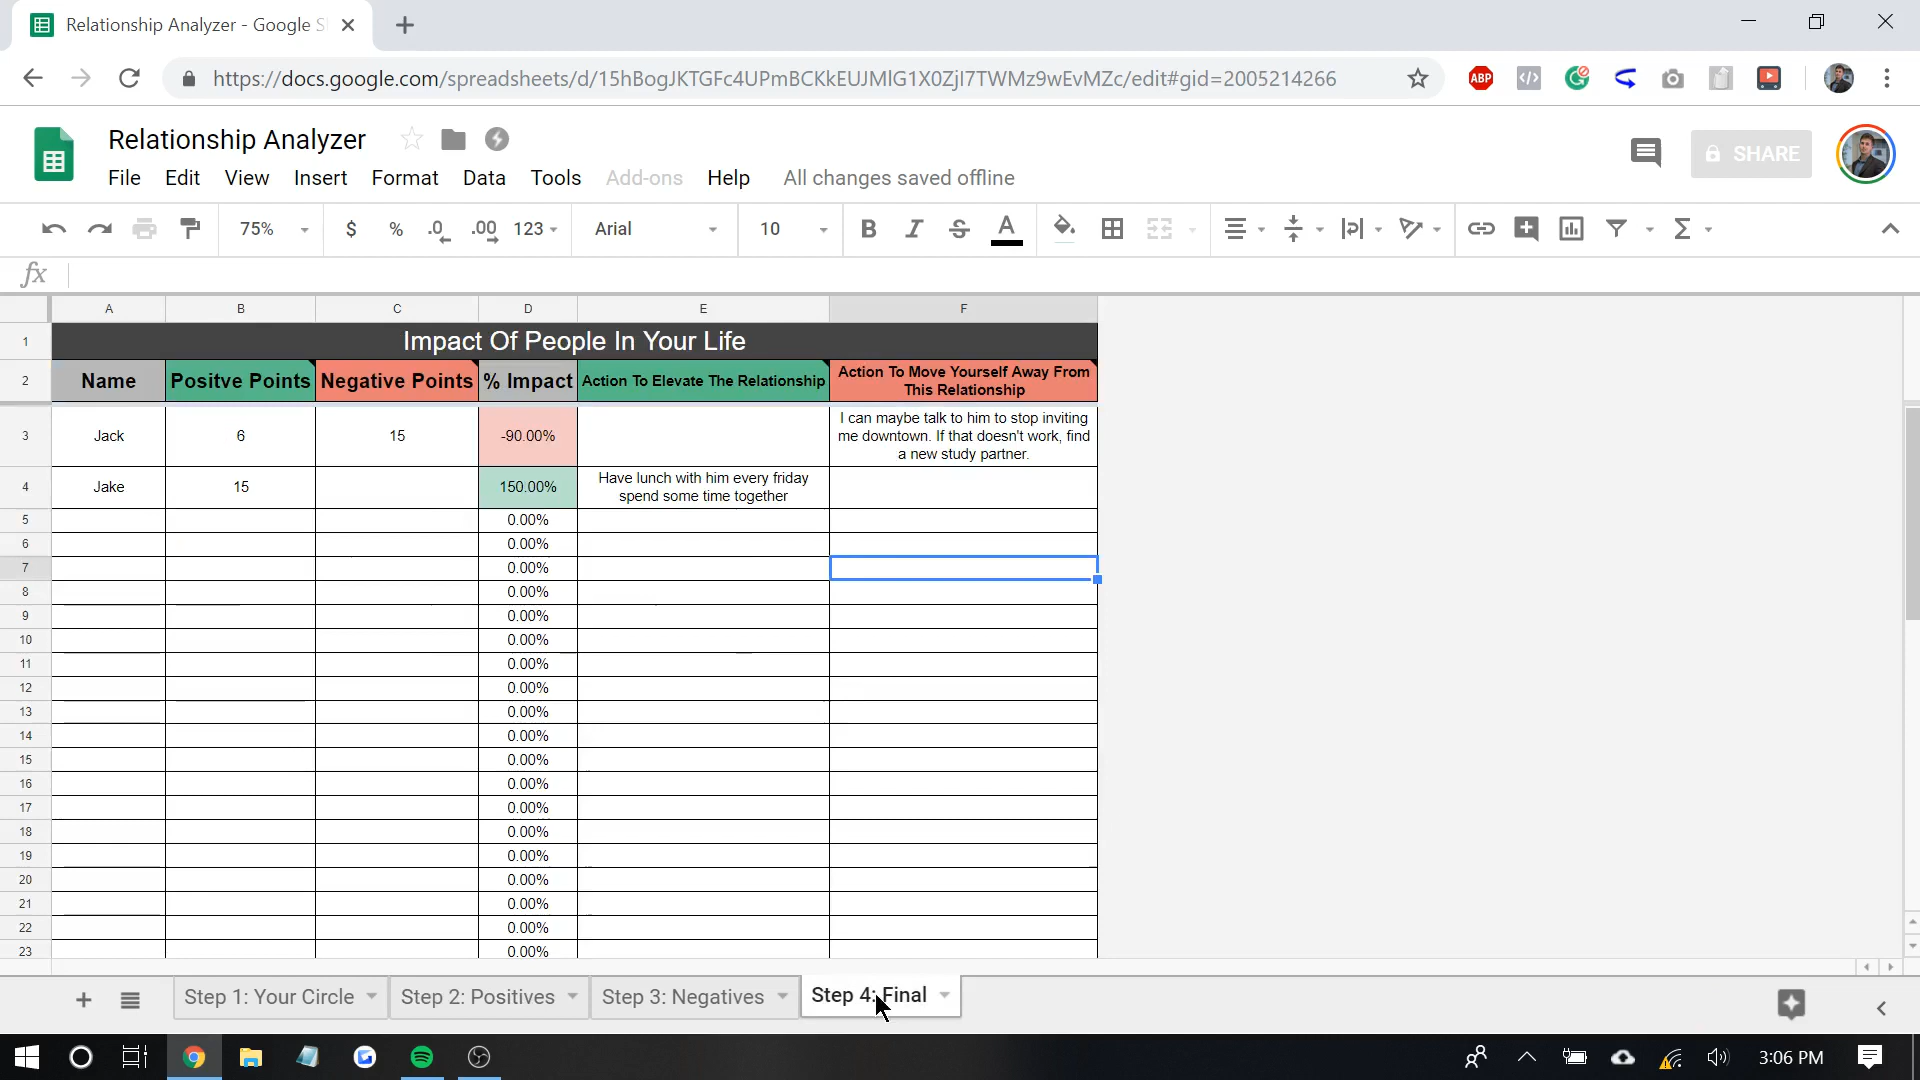 Relationship Analyzer - Google S
https://docs.google.com/spreadsheets/d/15hBogJKTGFc4UPmBCKkEUJMlG1X0ZjI7TWMz9wEvMZc/edit#gid=2005214266
ABP
Relationship Analyzer
File Edit View Insert Format Data Tools Add-ons Help All changes saved offline
SHARE
75% $ % .0 .00 123 Arial 10 B I S A Σ
fx
A B C D E F
1 Impact Of People In Your Life
2 Name Positve Points Negative Points % Impact Action To Elevate The Relationship Action To Move Yourself Away From
This Relationship
3 Jack 6 15 -90.00% I can maybe talk to him to stop inviting
me downtown. If that doesn't work, find
a new study partner.
4 Jake 15 150.00% Have lunch with him every friday
spend some time together
5 0.00%
6 0.00%
7 0.00%
8 0.00%
9 0.00%
10 0.00%
11 0.00%
12 0.00%
13 0.00%
14 0.00%
15 0.00%
16 0.00%
17 0.00%
18 0.00%
19 0.00%
20 0.00%
21 0.00%
22 0.00%
23 0.00%
Step 1: Your Circle Step 2: Positives Step 3: Negatives Step 4: Final
3:06 PM